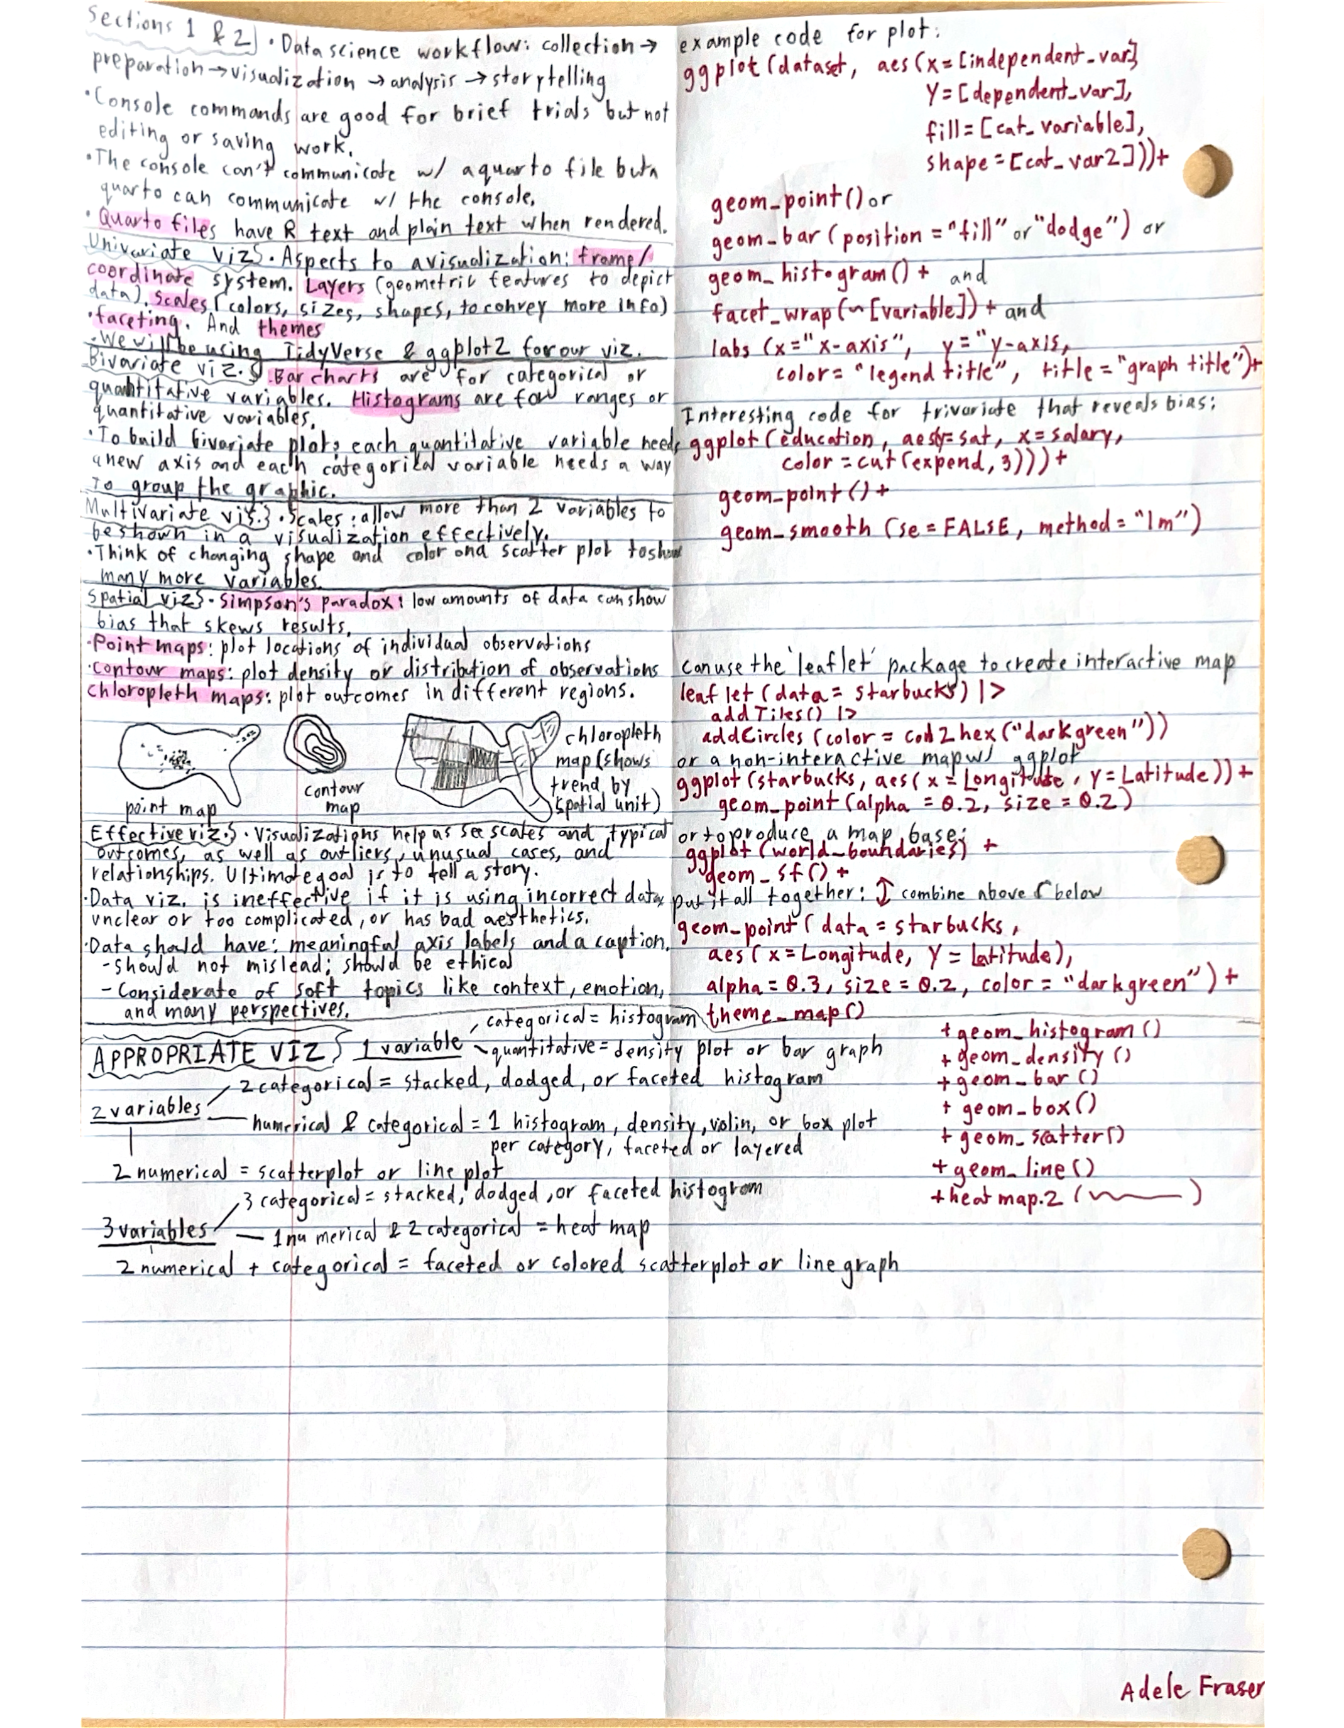 Sections 1 & 2 · Data science workflow: collection →
preparation → visualization → analysis → storytelling
· Console commands are good for brief trials but not
editing or saving work.
· The console can't communicate w/ a quarto file but a
quarto can communicate w/ the console.
· Quarto files have R text and plain text when rendered.
Univariate viz · Aspects to a visualization: frame/
coordinate system. Layers (geometric features to depict
data), Scales (colors, sizes, shapes, to convey more info)
· faceting. And themes
· We will be using TidyVerse & ggplot2 for our viz.
Bivariate viz. · Bar charts are for categorical or
quantitative variables. Histograms are for ranges or
quantitative variables.
· To build bivariate plots each quantitative variable needs
a new axis and each categorical variable needs a way
to group the graphic.
Multivariate viz. · Scales: allow more than 2 variables to
be shown in a visualization effectively.
· Think of changing shape and color on a scatter plot to show
many more variables.
Spatial viz · Simpson's paradox: low amounts of data can show
bias that skews results.
· Point maps: plot locations of individual observations
· Contour maps: plot density or distribution of observations
Chloropleth maps: plot outcomes in different regions.
point map
contour
map
chloropleth
map (shows
trend by
spatial unit)
Effective viz. · Visualizations help us see scales and typical
outcomes, as well as outliers, unusual cases, and
relationships. Ultimate goal is to tell a story.
· Data viz. is ineffective if it is using incorrect data,
unclear or too complicated, or has bad aesthetics.
· Data should have: meaningful axis labels and a caption.
- should not mislead; should be ethical
- Considerate of soft topics like context, emotion,
and many perspectives.
example code for plot:
ggplot (dataset, aes (x = [independent_var]
Y = [dependent_var],
fill = [cat_variable],
shape = [cat_var2])) +
geom_point() or
geom_bar (position = "fill" or "dodge") or
geom_histogram() + and
facet_wrap(~[variable]) + and
labs (x = "x-axis", y = "y-axis,
color = "legend title", title = "graph title") +
Interesting code for trivariate that reveals bias:
ggplot (education, aes(y = sat, x = salary,
color = cut (expend, 3))) +
geom_point() +
geom_smooth (se = FALSE, method = "lm")
can use the 'leaflet' package to create interactive map
leaflet (data = starbucks) |>
addTiles() |>
addCircles (color = col2hex ("darkgreen"))
or a non-interactive map w/ ggplot
ggplot (starbucks, aes (x = Longitude, y = Latitude)) +
geom_point (alpha = 0.2, size = 0.2)
or to produce a map base:
ggplot (world_boundaries) +
geom_sf() +
put it all together: ↕ combine above & below
geom_point (data = starbucks,
aes (x = Longitude, Y = Latitude),
alpha = 0.3, size = 0.2, color = "darkgreen") +
theme_map()
APPROPRIATE VIZ 1 variable
categorical = histogram
quantitative = density plot or bar graph
2 variables
2 categorical = stacked, dodged, or faceted histogram
numerical & categorical = 1 histogram, density, violin, or box plot
per category, faceted or layered
2 numerical = scatterplot or line plot
3 variables
3 categorical = stacked, dodged, or faceted histogram
1 numerical & 2 categorical = heat map
2 numerical + categorical = faceted or colored scatterplot or line graph
+ geom_histogram()
+ geom_density()
+ geom_bar()
+ geom_box()
+ geom_scatter()
+ geom_line()
+ heat map.2 ( )
Adele Fraser